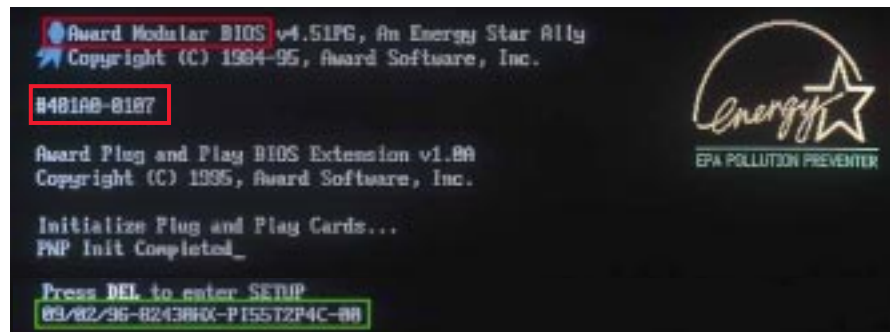 Award Modular BIOS v4.51PG, An Energy Star Ally
Copyright (C) 1984-95, Award Software, Inc.
#401A0-0107
energy
EPA POLLUTION PREVENTER
Award Plug and Play BIOS Extension v1.0A
Copyright (C) 1995, Award Software, Inc.
Initialize Plug and Play Cards...
PNP Init Completed_
Press DEL to enter SETUP
09/02/96-82430HX-PI55T2P4C-00